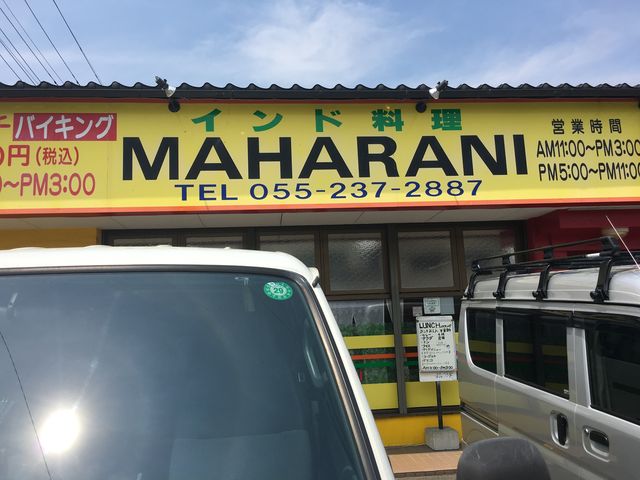 インド料理
MAHARANI
TEL 055-237-2887
チバイキング
0円(税込)
0~PM3:00
営業時間
AM11:00~PM3:00
PM5:00~PM11:00
29
LUNCH